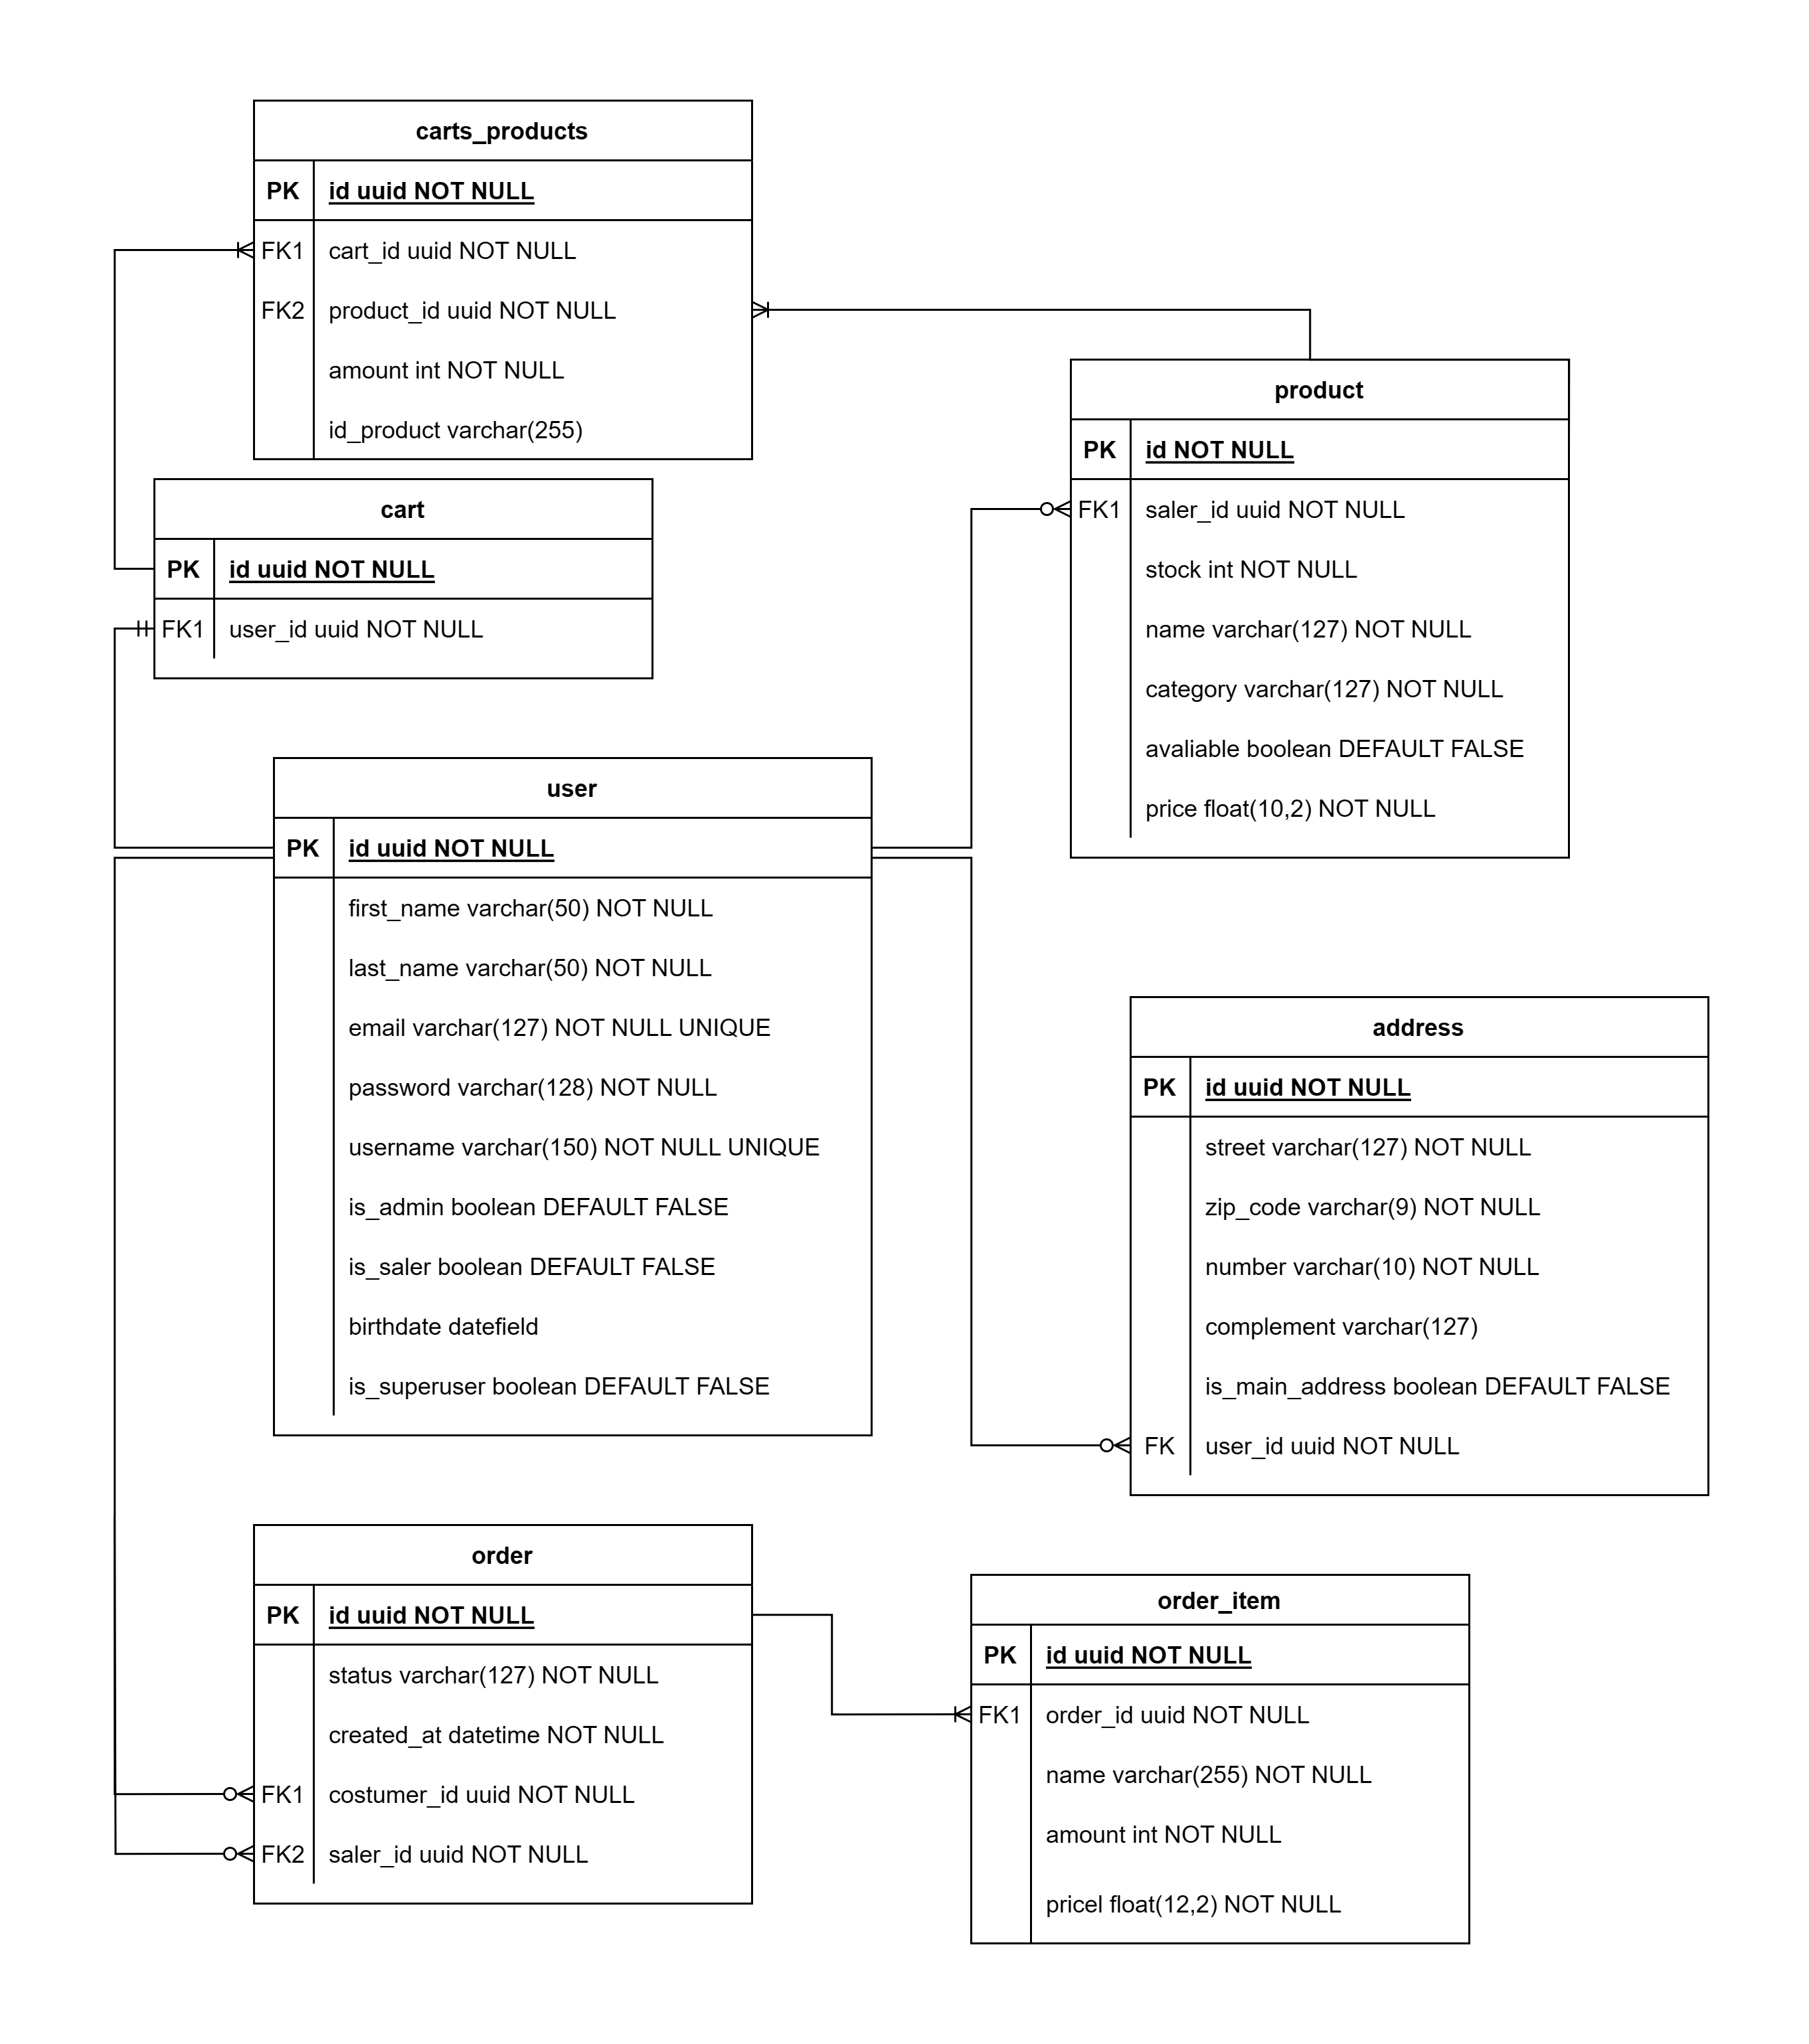 carts_products
PK id uuid NOT NULL
FK1 cart_id uuid NOT NULL
FK2 product_id uuid NOT NULL
amount int NOT NULL
id_product varchar(255)
cart
PK id uuid NOT NULL
FK1 user_id uuid NOT NULL
product
PK id NOT NULL
FK1 saler_id uuid NOT NULL
stock int NOT NULL
name varchar(127) NOT NULL
category varchar(127) NOT NULL
avaliable boolean DEFAULT FALSE
price float(10,2) NOT NULL
user
PK id uuid NOT NULL
first_name varchar(50) NOT NULL
last_name varchar(50) NOT NULL
email varchar(127) NOT NULL UNIQUE
password varchar(128) NOT NULL
username varchar(150) NOT NULL UNIQUE
is_admin boolean DEFAULT FALSE
is_saler boolean DEFAULT FALSE
birthdate datefield
is_superuser boolean DEFAULT FALSE
address
PK id uuid NOT NULL
street varchar(127) NOT NULL
zip_code varchar(9) NOT NULL
number varchar(10) NOT NULL
complement varchar(127)
is_main_address boolean DEFAULT FALSE
FK user_id uuid NOT NULL
order
PK id uuid NOT NULL
status varchar(127) NOT NULL
created_at datetime NOT NULL
FK1 costumer_id uuid NOT NULL
FK2 saler_id uuid NOT NULL
order_item
PK id uuid NOT NULL
FK1 order_id uuid NOT NULL
name varchar(255) NOT NULL
amount int NOT NULL
pricel float(12,2) NOT NULL